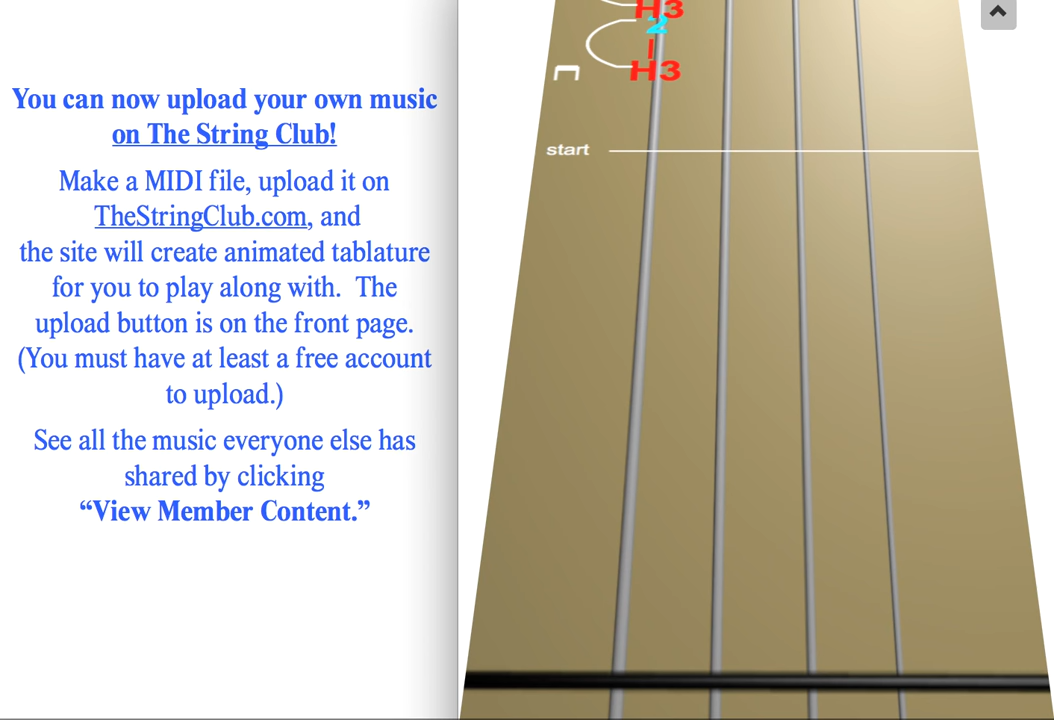 You can now upload your own music
on The String Club!
Make a MIDI file, upload it on
TheStringClub.com, and
the site will create animated tablature
for you to play along with. The
upload button is on the front page.
(You must have at least a free account
to upload.)
See all the music everyone else has
shared by clicking
“View Member Content.”
H3
2
H3
start